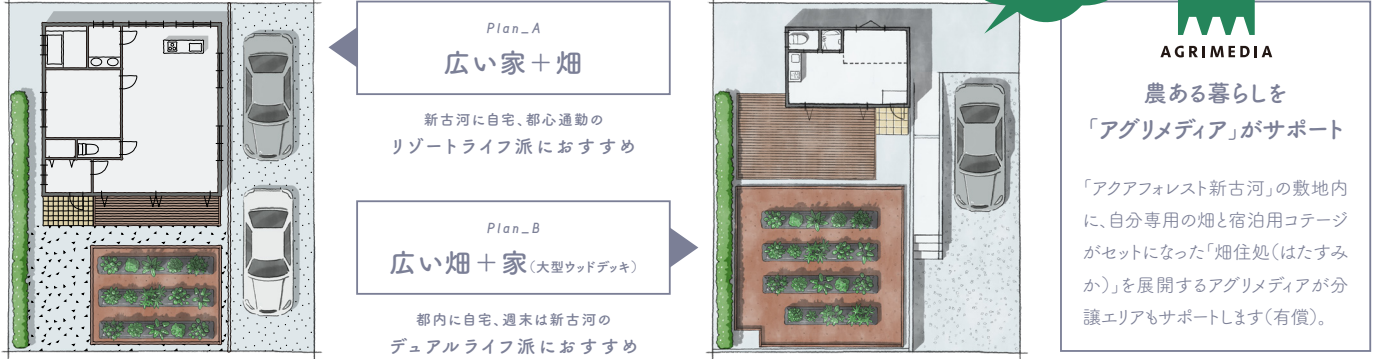 Plan_A
広い家＋畑
新古河に自宅、都心通勤の
リゾートライフ派におすすめ
Plan_B
広い畑＋家（大型ウッドデッキ）
都内に自宅、週末は新古河の
デュアルライフ派におすすめ
AGRIMEDIA
農ある暮らしを
「アグリメディア」がサポート
「アクアフォレスト新古河」の敷地内
に、自分専用の畑と宿泊用コテージ
がセットになった「畑住処（はたすみ
か）」を展開するアグリメディアが分
譲エリアもサポートします（有償）。